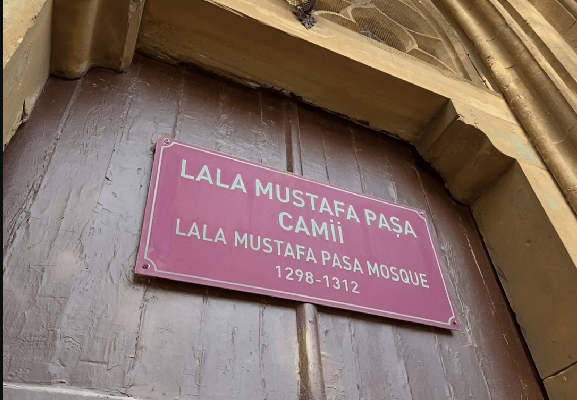 LALA MUSTAFA PAŞA
CAMİİ
LALA MUSTAFA PASA MOSQUE
1298-1312